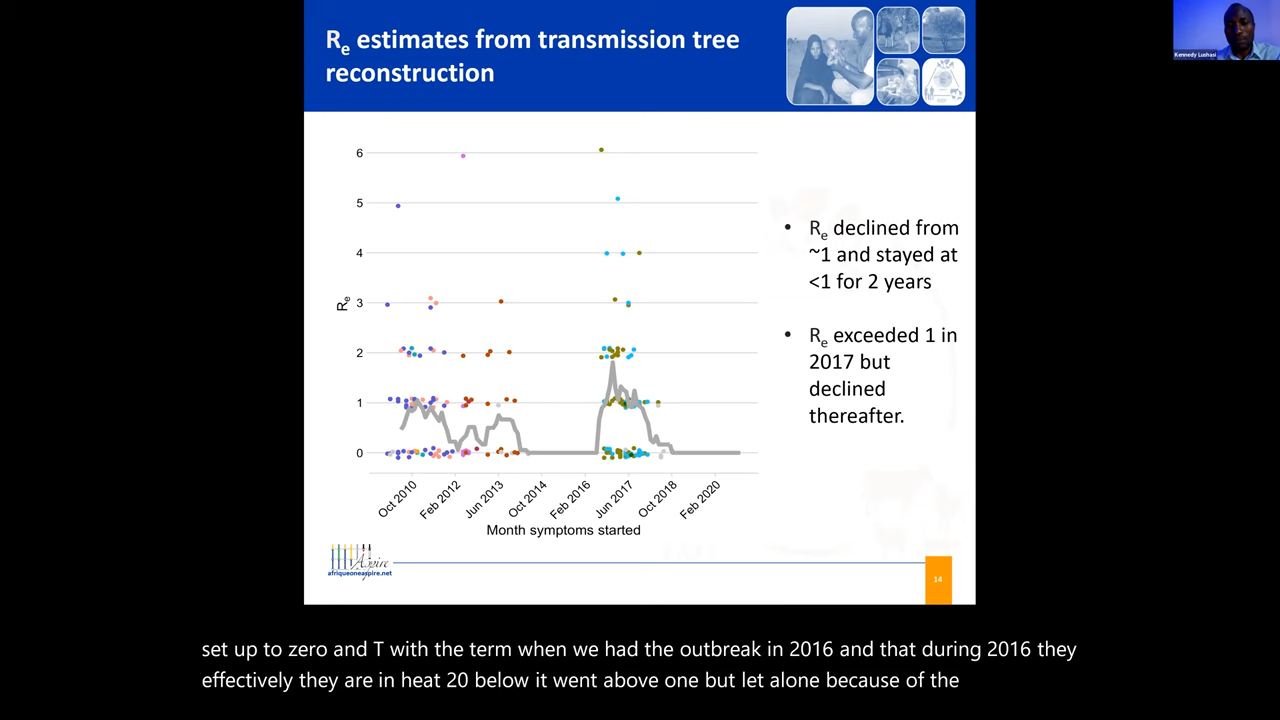 Re estimates from transmission tree
reconstruction
Kennedy Lushasi
6
5
4
3
2
1
0
Re
Oct 2010
Feb 2012
Jun 2013
Oct 2014
Feb 2016
Jun 2017
Oct 2018
Feb 2020
Month symptoms started
• Re declined from
~1 and stayed at
<1 for 2 years
• Re exceeded 1 in
2017 but
declined
thereafter.
Aspire
afriqueoneaspire.net
14
set up to zero and T with the term when we had the outbreak in 2016 and that during 2016 they
effectively they are in heat 20 below it went above one but let alone because of the